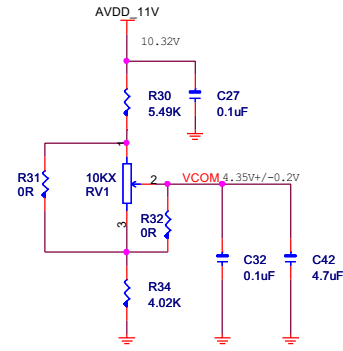 AVDD_11V
10.32V
R30
5.49K
C27
0.1uF
1
R31
0R
10KX
RV1
2
VCOM 4.35V+/-0.2V
3
R32
0R
C32
0.1uF
C42
4.7uF
R34
4.02K